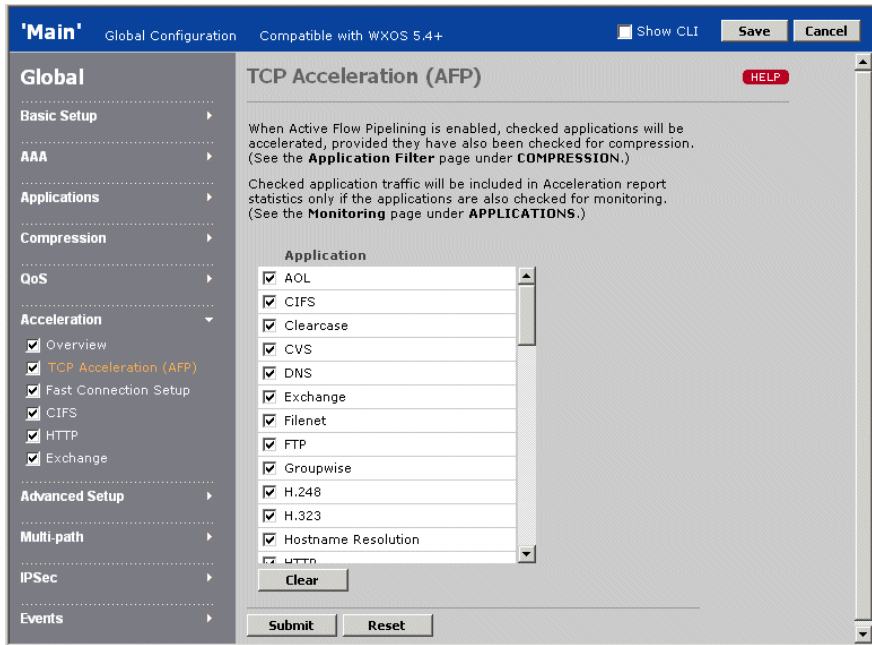 'Main' Global Configuration Compatible with WXOS 5.4+ Show CLI Save Cancel
Global
Basic Setup
AAA
Applications
Compression
QoS
Acceleration
Overview
TCP Acceleration (AFP)
Fast Connection Setup
CIFS
HTTP
Exchange
Advanced Setup
Multi-path
IPSec
Events
TCP Acceleration (AFP) HELP
When Active Flow Pipelining is enabled, checked applications will be
accelerated, provided they have also been checked for compression.
(See the Application Filter page under COMPRESSION.)
Checked application traffic will be included in Acceleration report
statistics only if the applications are also checked for monitoring.
(See the Monitoring page under APPLICATIONS.)
Application
AOL
CIFS
Clearcase
CVS
DNS
Exchange
Filenet
FTP
Groupwise
H.248
H.323
Hostname Resolution
HTTP
Clear
Submit Reset